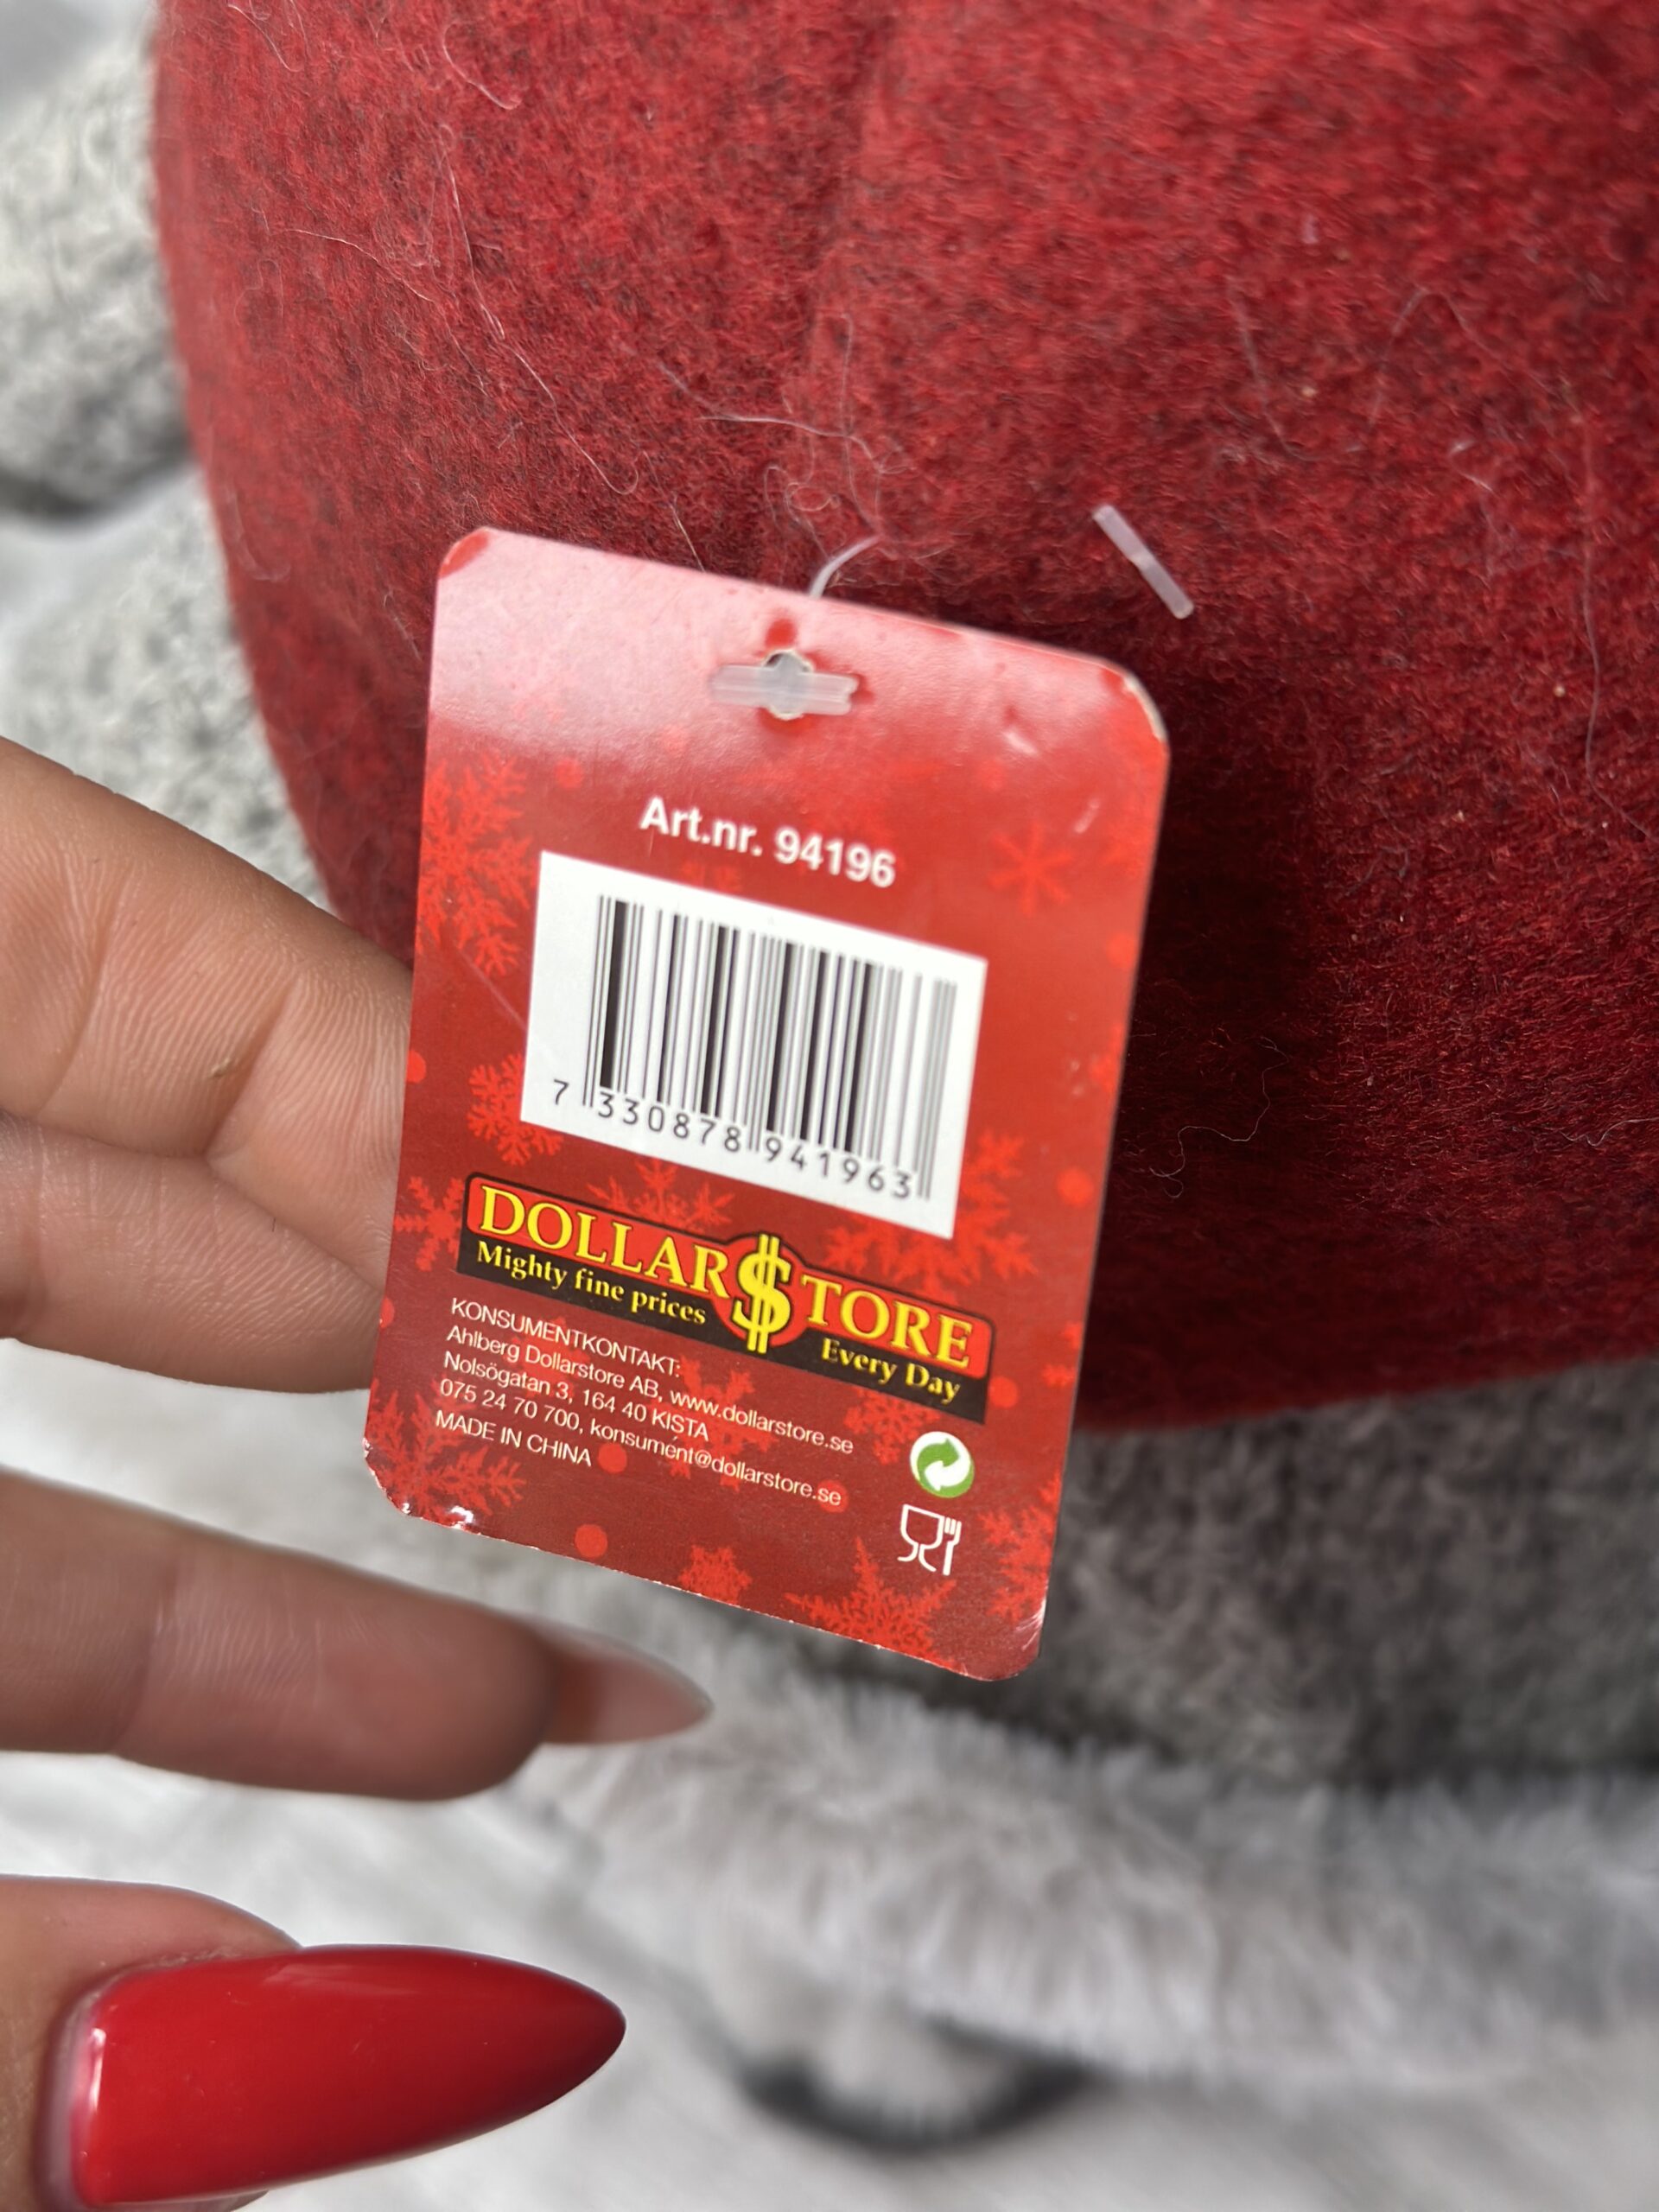 Art.nr. 94196
7 330878 941963
DOLLAR$TORE
Mighty fine prices
Every Day
KONSUMENTKONTAKT:
Ahlberg Dollarstore AB, www.dollarstore.se
Nolsögatan 3, 164 40 KISTA
075 24 70 700, konsument@dollarstore.se
MADE IN CHINA